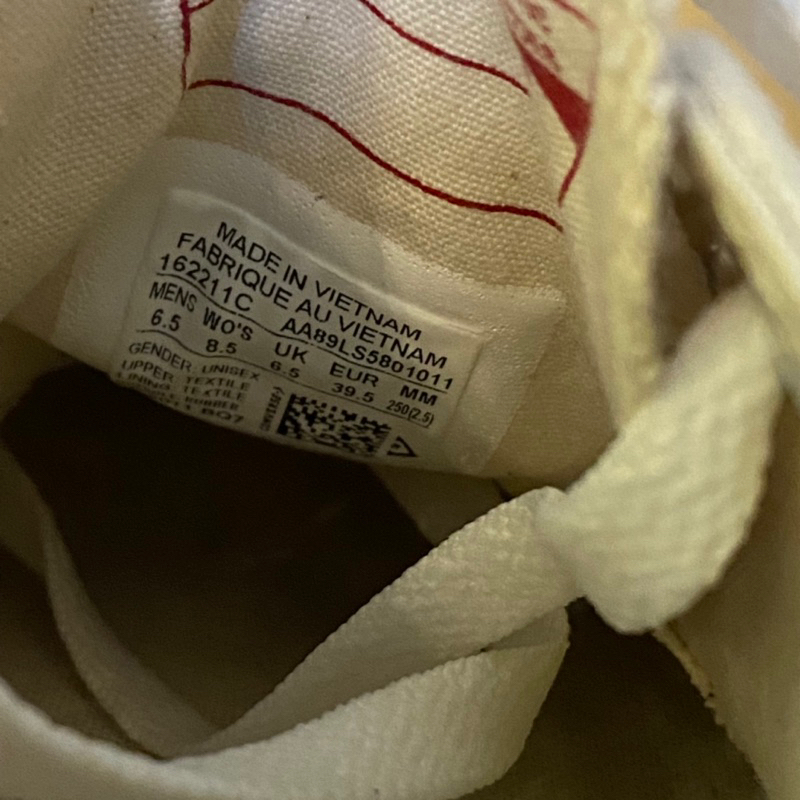 MADE IN VIETNAM
FABRIQUE AU VIETNAM
162211C AA89LS5801011
MENS WO'S UK EUR MM
6.5 8.5 6.5 39.5 250(2.5)
GENDER: UNISEX
UPPER: TEXTILE
LINING: TEXTILE
RUBBER